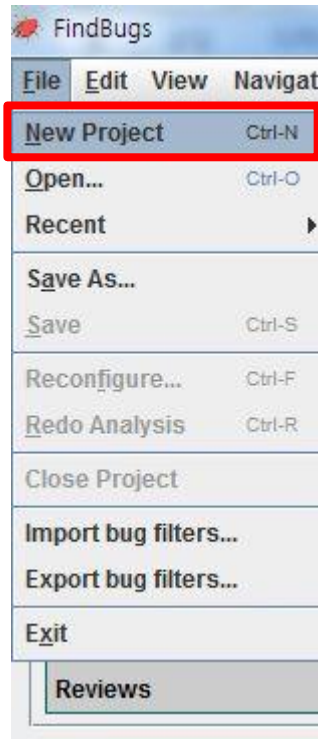 FindBugs
File Edit View Navigat
New Project Ctrl-N
Open... Ctrl-O
Recent
Save As...
Save Ctrl-S
Reconfigure... Ctrl-F
Redo Analysis Ctrl-R
Close Project
Import bug filters...
Export bug filters...
Exit
Reviews